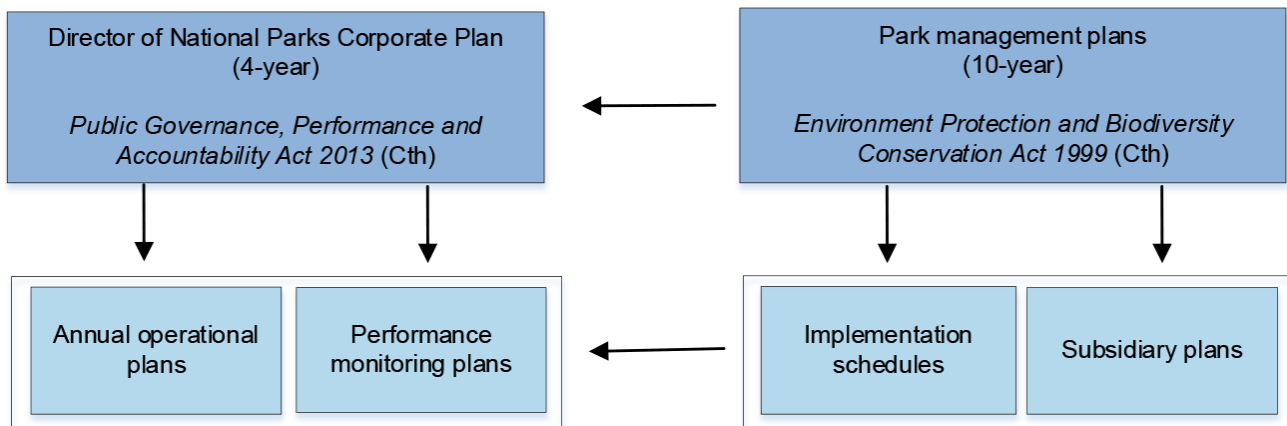 Director of National Parks Corporate Plan
(4-year)
Public Governance, Performance and
Accountability Act 2013 (Cth)
Park management plans
(10-year)
Environment Protection and Biodiversity
Conservation Act 1999 (Cth)
Annual operational
plans
Performance
monitoring plans
Implementation
schedules
Subsidiary plans